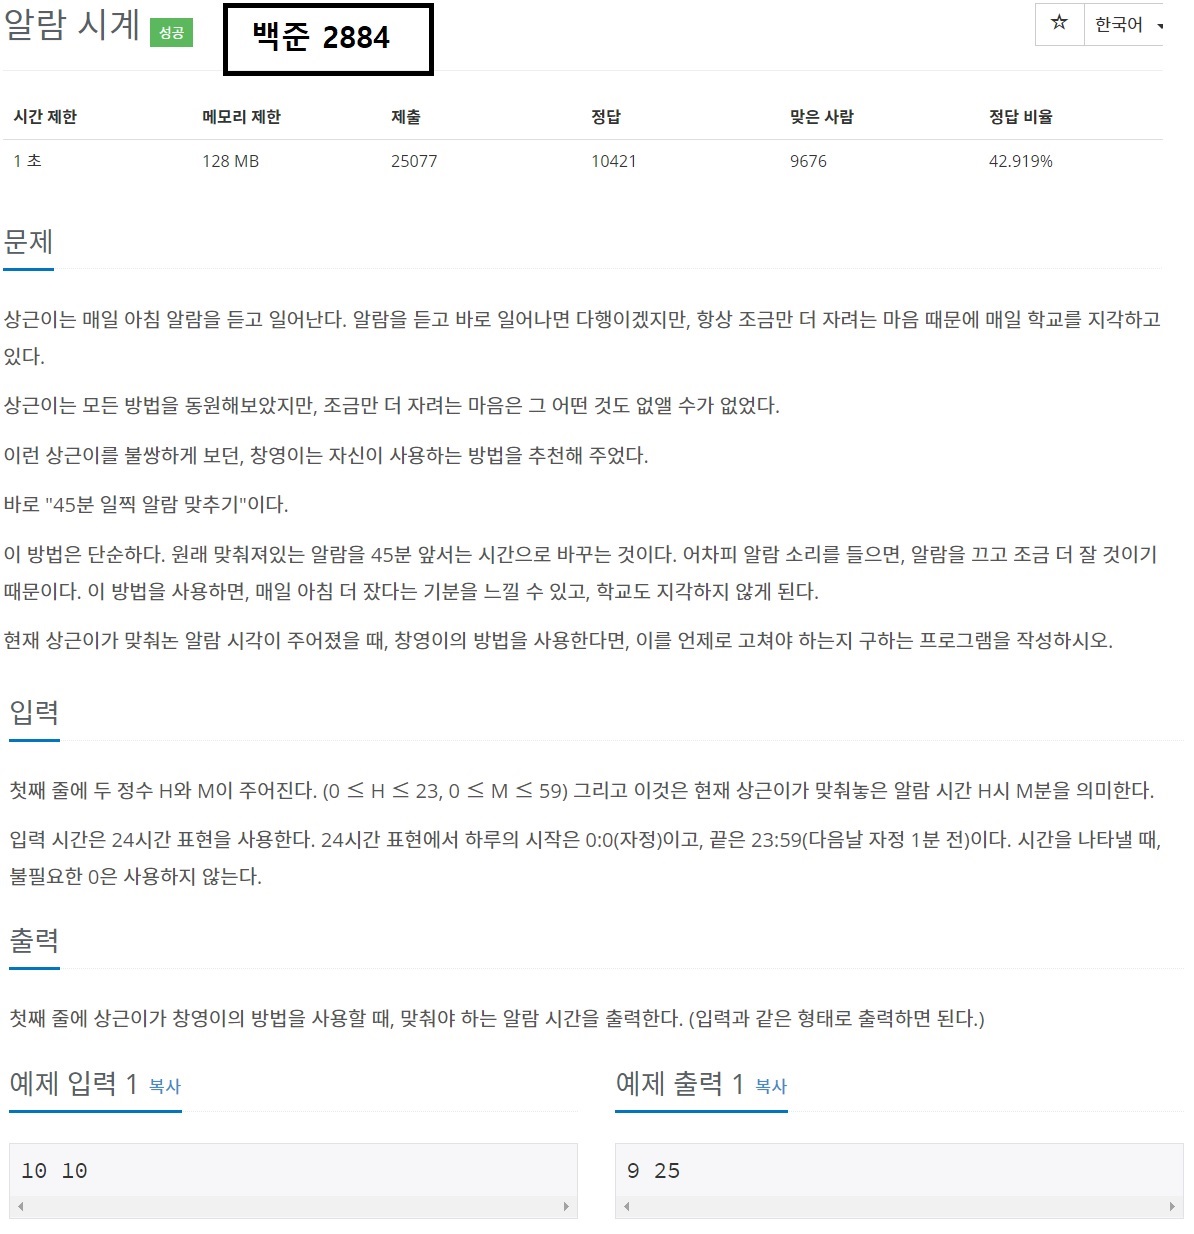 알람 시계 성공 백준 2884 ☆ 한국어
시간 제한 메모리 제한 제출 정답 맞은 사람 정답 비율
1 초 128 MB 25077 10421 9676 42.919%
문제
상근이는 매일 아침 알람을 듣고 일어난다. 알람을 듣고 바로 일어나면 다행이겠지만, 항상 조금만 더 자려는 마음 때문에 매일 학교를 지각하고
있다.
상근이는 모든 방법을 동원해보았지만, 조금만 더 자려는 마음은 그 어떤 것도 없앨 수가 없었다.
이런 상근이를 불쌍하게 보던, 창영이는 자신이 사용하는 방법을 추천해 주었다.
바로 "45분 일찍 알람 맞추기"이다.
이 방법은 단순하다. 원래 맞춰져있는 알람을 45분 앞서는 시간으로 바꾸는 것이다. 어차피 알람 소리를 들으면, 알람을 끄고 조금 더 잘 것이기
때문이다. 이 방법을 사용하면, 매일 아침 더 잤다는 기분을 느낄 수 있고, 학교도 지각하지 않게 된다.
현재 상근이가 맞춰논 알람 시각이 주어졌을 때, 창영이의 방법을 사용한다면, 이를 언제로 고쳐야 하는지 구하는 프로그램을 작성하시오.
입력
첫째 줄에 두 정수 H와 M이 주어진다. (0 ≤ H ≤ 23, 0 ≤ M ≤ 59) 그리고 이것은 현재 상근이가 맞춰놓은 알람 시간 H시 M분을 의미한다.
입력 시간은 24시간 표현을 사용한다. 24시간 표현에서 하루의 시작은 0:0(자정)이고, 끝은 23:59(다음날 자정 1분 전)이다. 시간을 나타낼 때,
불필요한 0은 사용하지 않는다.
출력
첫째 줄에 상근이가 창영이의 방법을 사용할 때, 맞춰야 하는 알람 시간을 출력한다. (입력과 같은 형태로 출력하면 된다.)
예제 입력 1 복사 예제 출력 1 복사
10 10 9 25